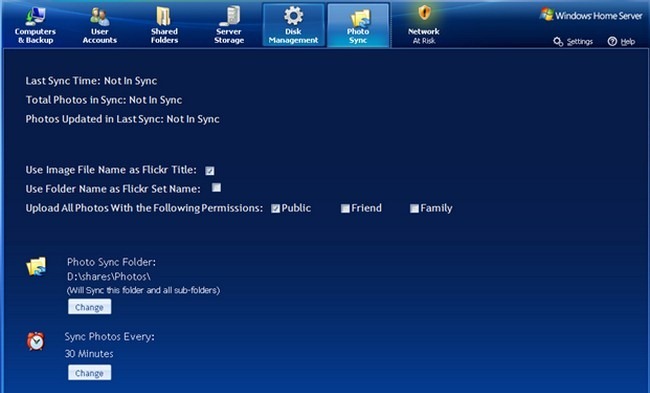 Computers & Backup
User Accounts
Shared Folders
Server Storage
Disk Management
Photo Sync
Network At Risk
Windows Home Server
Settings
Help
Last Sync Time: Not In Sync
Total Photos in Sync: Not In Sync
Photos Updated in Last Sync: Not In Sync
Use Image File Name as Flickr Title:
Use Folder Name as Flickr Set Name:
Upload All Photos With the Following Permissions: Public Friend Family
Photo Sync Folder:
D:\shares\Photos\
(Will Sync this folder and all sub-folders)
Change
Sync Photos Every:
30 Minutes
Change